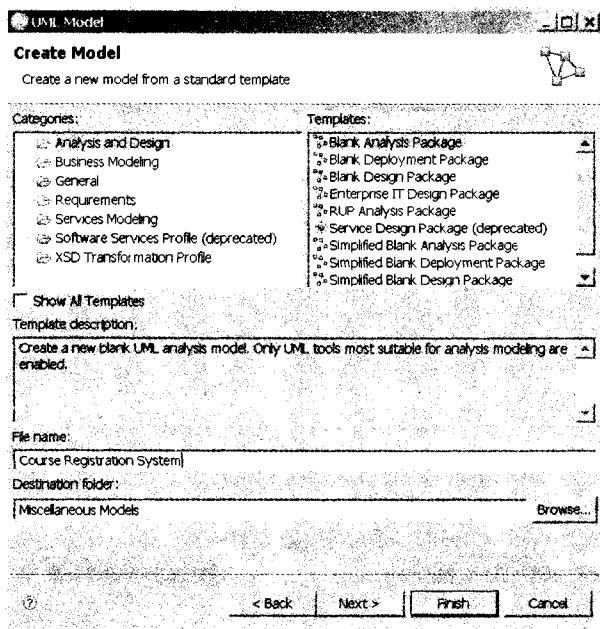 UML Model
Create Model
Create a new model from a standard template
Categories:
Analysis and Design
Business Modeling
General
Requirements
Services Modeling
Software Services Profile (deprecated)
XSD Transformation Profile
Templates:
Blank Analysis Package
Blank Deployment Package
Blank Design Package
Enterprise IT Design Package
RUP Analysis Package
Service Design Package (deprecated)
Simplified Blank Analysis Package
Simplified Blank Deployment Package
Simplified Blank Design Package
Show All Templates
Template description:
Create a new blank UML analysis model. Only UML tools most suitable for analysis modeling are
enabled.
File name:
Course Registration System
Destination folder:
Miscellaneous Models
Browse...
< Back
Next >
Finish
Cancel